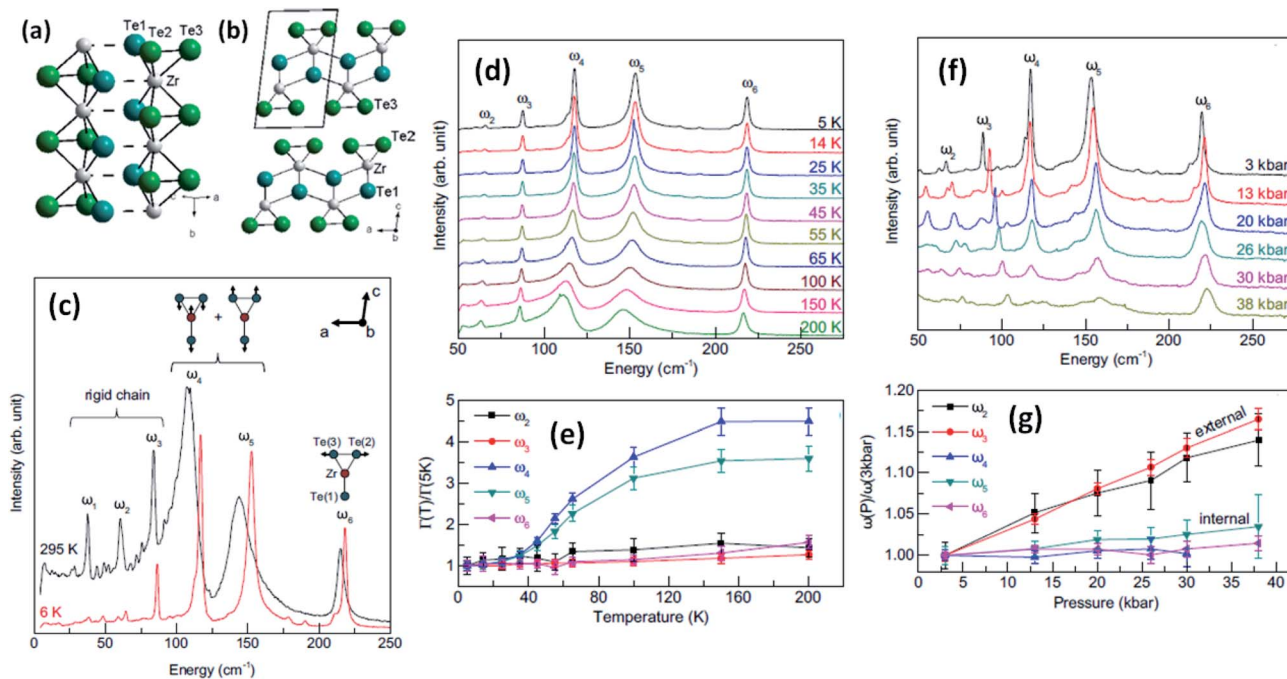 (a)
Te1
Te2
Te3
Zr
c
a
b
(b)
Te3
Te2
Zr
Te1
c
a
b
(c)
c
a
b
+
rigid chain
ω4
ω3
ω5
Te(3) Te(2)
Zr
Te(1)
ω1
ω2
ω6
295 K
6 K
Intensity (arb. unit)
0 50 100 150 200 250
Energy (cm-1)
(d)
ω2
ω3
ω4
ω5
ω6
5 K
14 K
25 K
35 K
45 K
55 K
65 K
100 K
150 K
200 K
Intensity (arb. unit)
50 100 150 200 250
Energy (cm-1)
(e)
ω2
ω3
ω4
ω5
ω6
Γ(T)/Γ(5K)
5
4
3
2
1
0 20 40 60 80 100 120 140 160 180 200
Temperature (K)
(f)
ω2
ω3
ω4
ω5
ω6
3 kbar
13 kbar
20 kbar
26 kbar
30 kbar
38 kbar
Intensity (arb. unit)
50 100 150 200 250
Energy (cm-1)
(g)
ω2
ω3
ω4
ω5
ω6
external
internal
ω(P)/ω(3kbar)
1.20
1.15
1.10
1.05
1.00
0 5 10 15 20 25 30 35 40
Pressure (kbar)